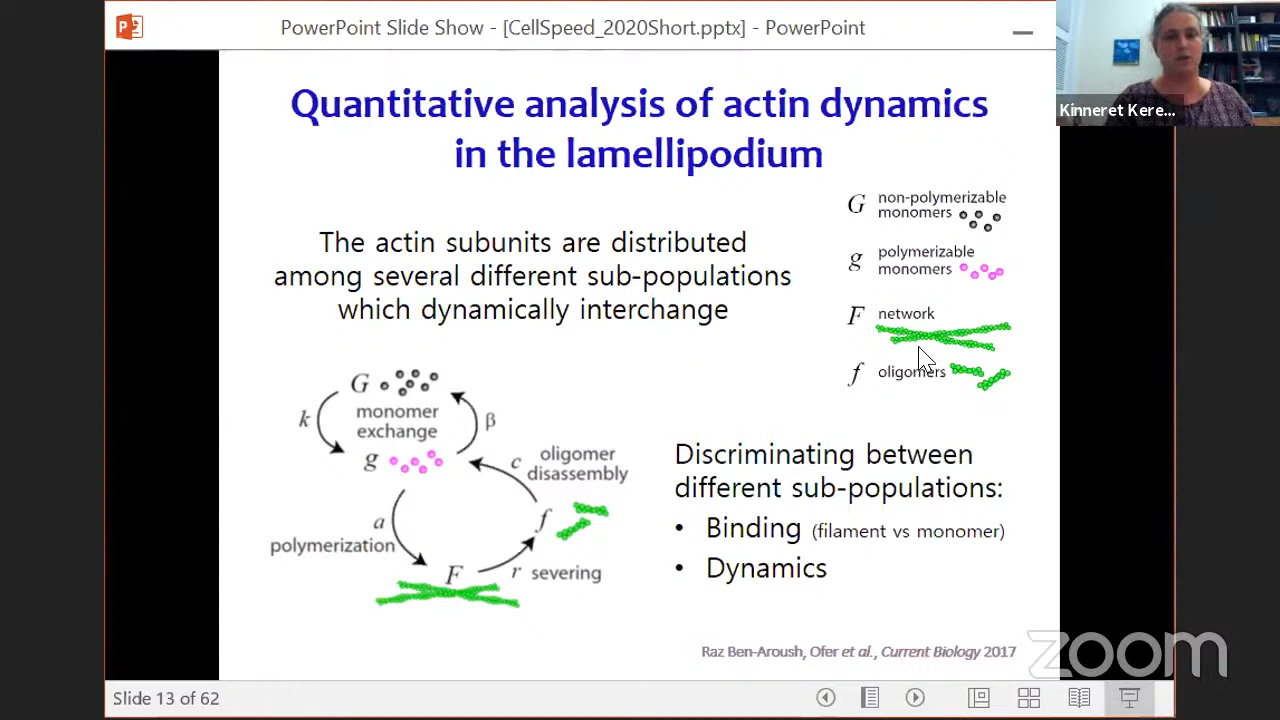 PowerPoint Slide Show - [CellSpeed_2020Short.pptx] - PowerPoint
Kinneret Kere...
Quantitative analysis of actin dynamics
in the lamellipodium
G non-polymerizable
monomers
g polymerizable
monomers
F network
f oligomers
The actin subunits are distributed
among several different sub-populations
which dynamically interchange
G
k monomer β
exchange
g
c oligomer
disassembly
f
a
polymerization
F r severing
Discriminating between
different sub-populations:
• Binding (filament vs monomer)
• Dynamics
Raz Ben-Aroush, Ofer et al., Current Biology 2017
zoom
Slide 13 of 62